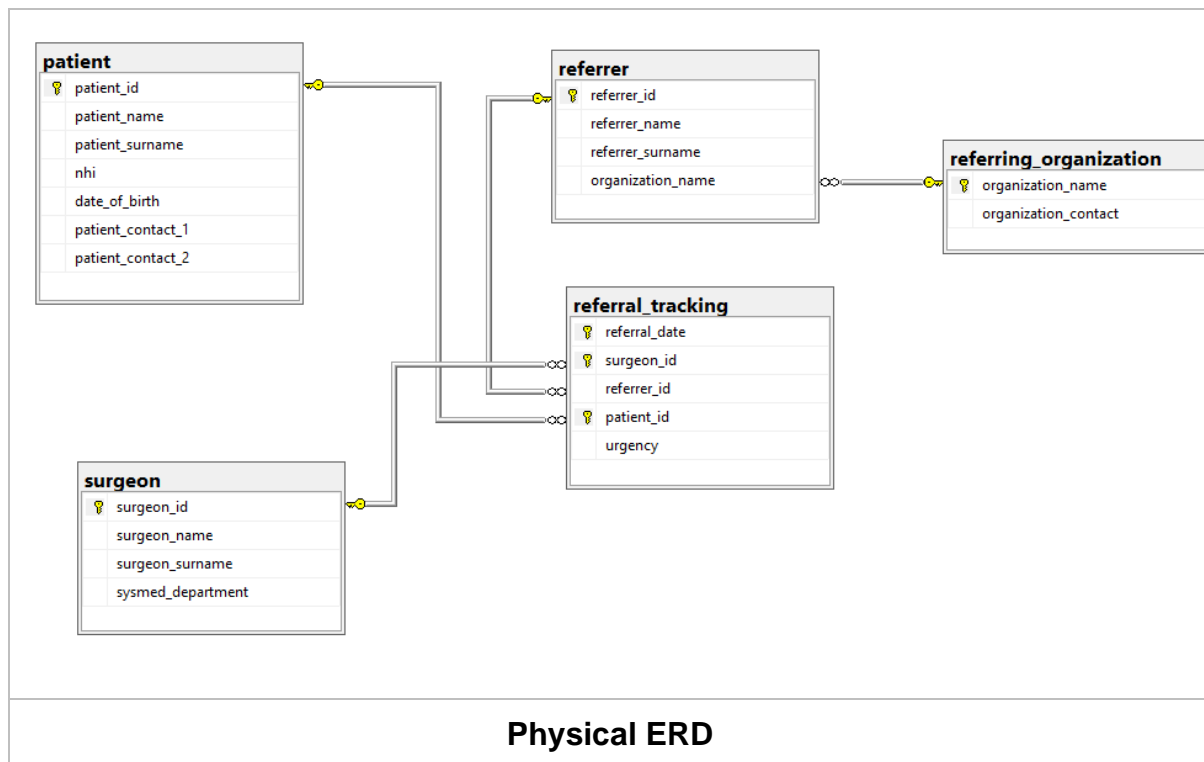 patient
patient_id
patient_name
patient_surname
nhi
date_of_birth
patient_contact_1
patient_contact_2
referrer
referrer_id
referrer_name
referrer_surname
organization_name
referring_organization
organization_name
organization_contact
referral_tracking
referral_date
surgeon_id
referrer_id
patient_id
urgency
surgeon
surgeon_id
surgeon_name
surgeon_surname
sysmed_department
Physical ERD